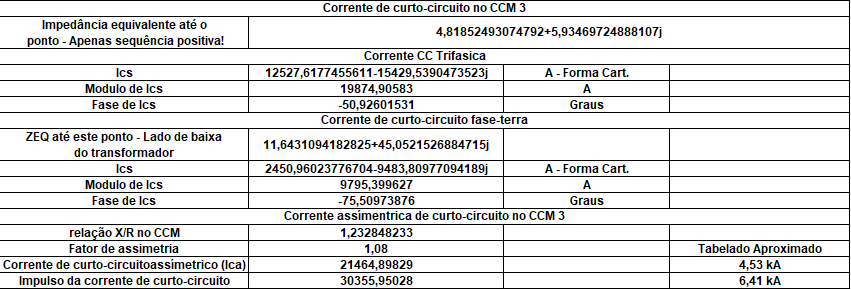 Corrente de curto-circuito no CCM 3
Impedância equivalente até o
ponto - Apenas sequência positiva!
4,81852493074792+5,93469724888107j
Corrente CC Trifasica
Ics 12527,6177455611-15429,5390473523j A - Forma Cart.
Modulo de Ics 19874,90583 A
Fase de Ics -50,92601531 Graus
Corrente de curto-circuito fase-terra
ZEQ até este ponto - Lado de baixa
do transformador
11,6431094182825+45,0521526884715j
Ics 2450,96023776704-9483,80977094189j A - Forma Cart.
Modulo de Ics 9795,399627 A
Fase de Ics -75,50973876 Graus
Corrente assímentrica de curto-circuito no CCM 3
relação X/R no CCM 1,232848233
Fator de assimetria 1,08 Tabelado Aproximado
Corrente de curto-circuitoassímetrico (Ica) 21464,89829 4,53 kA
Impulso da corrente de curto-circuito 30355,95028 6,41 kA